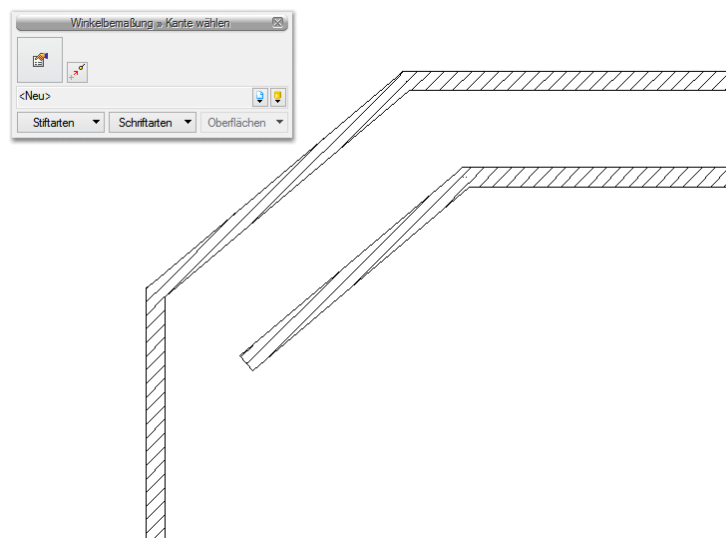 Winkelbemaßung » Kante wählen
<Neu>
Stiftarten Schriftarten Oberflächen